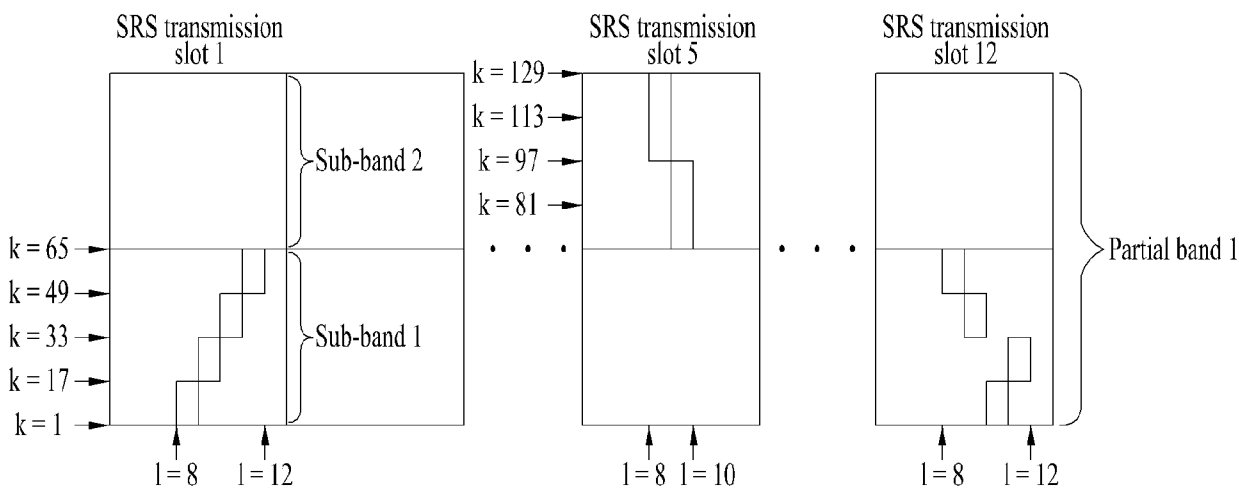 SRS transmission
slot 1
SRS transmission
slot 5
SRS transmission
slot 12
k = 129
k = 113
k = 97
k = 81
Sub-band 2
k = 65
k = 49
k = 33
k = 17
k = 1
Sub-band 1
Partial band 1
l = 8
l = 12
l = 8
l = 10
l = 8
l = 12